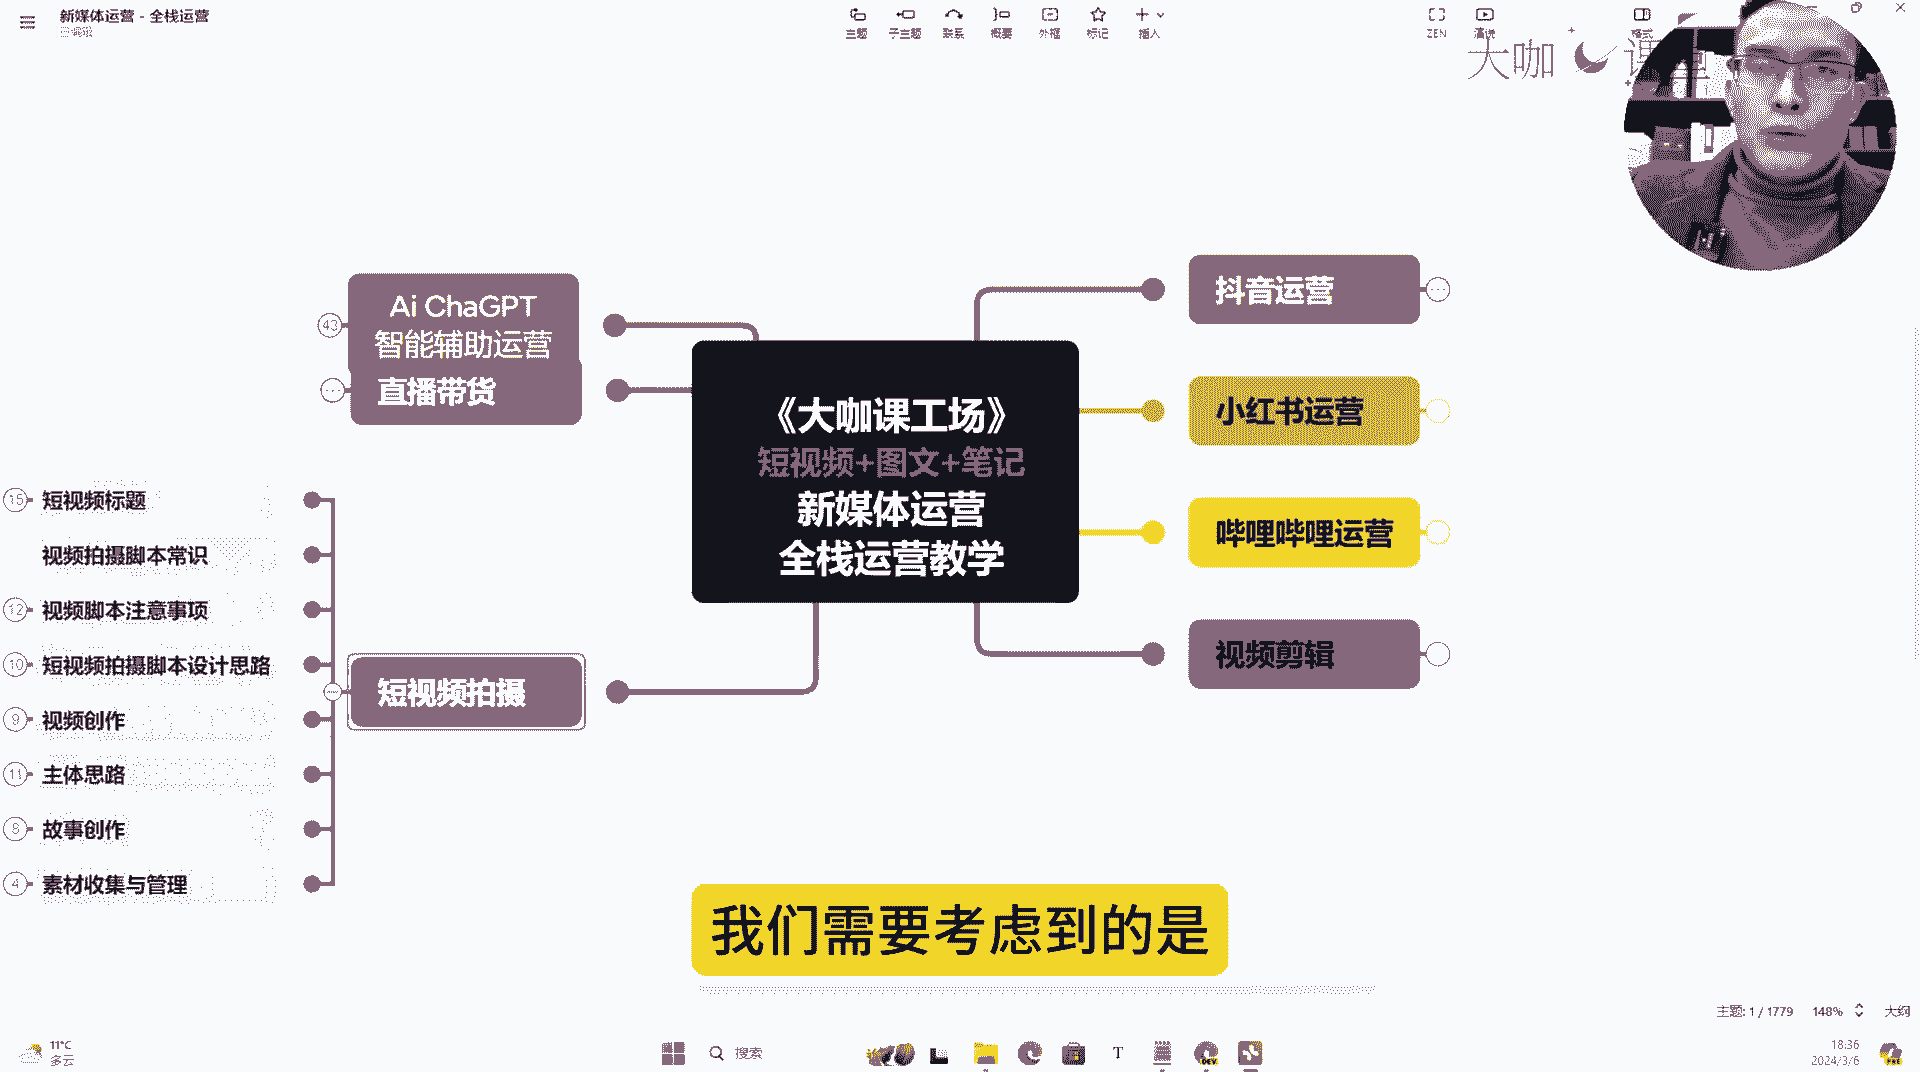 新媒体运营 - 全栈运营
已编辑
主题
子主题
联系
概要
外框
标记
插入
ZEN
演说
格式
大咖
课堂
Ai ChaGPT
智能辅助运营
43
直播带货
抖音运营
小红书运营
哔哩哔哩运营
视频剪辑
《大咖课工场》
短视频+图文+笔记
新媒体运营
全栈运营教学
短视频拍摄
15
短视频标题
视频拍摄脚本常识
12
视频脚本注意事项
10
短视频拍摄脚本设计思路
9
视频创作
11
主体思路
8
故事创作
4
素材收集与管理
我们需要考虑到的是
主题: 1 / 1779
148%
大纲
11°C
多云
搜索
18:36
2024/3/6